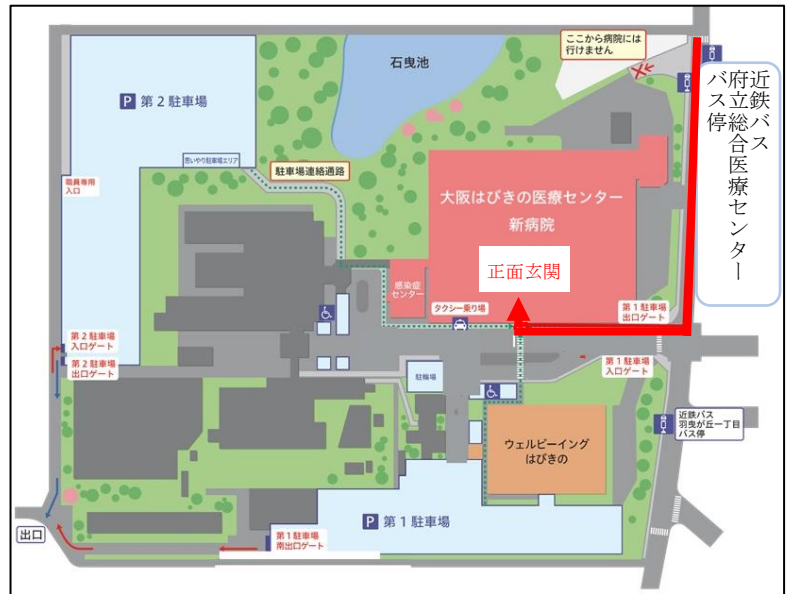 ここから病院には
行けません
石曳池
P 第2駐車場
近鉄バス
府立総合医療センター
バス停
思いやり駐車場エリア
駐車場連絡通路
職員専用
入口
大阪はびきの医療センター
新病院
正面玄関
感染症
センター
タクシー乗り場
第1駐車場
出口ゲート
第2駐車場
入口ゲート
第2駐車場
出口ゲート
第1駐車場
入口ゲート
駐輪場
近鉄バス
羽曳が丘一丁目
バス停
ウェルビーイング
はびきの
P 第1駐車場
出口
第1駐車場
南出口ゲート